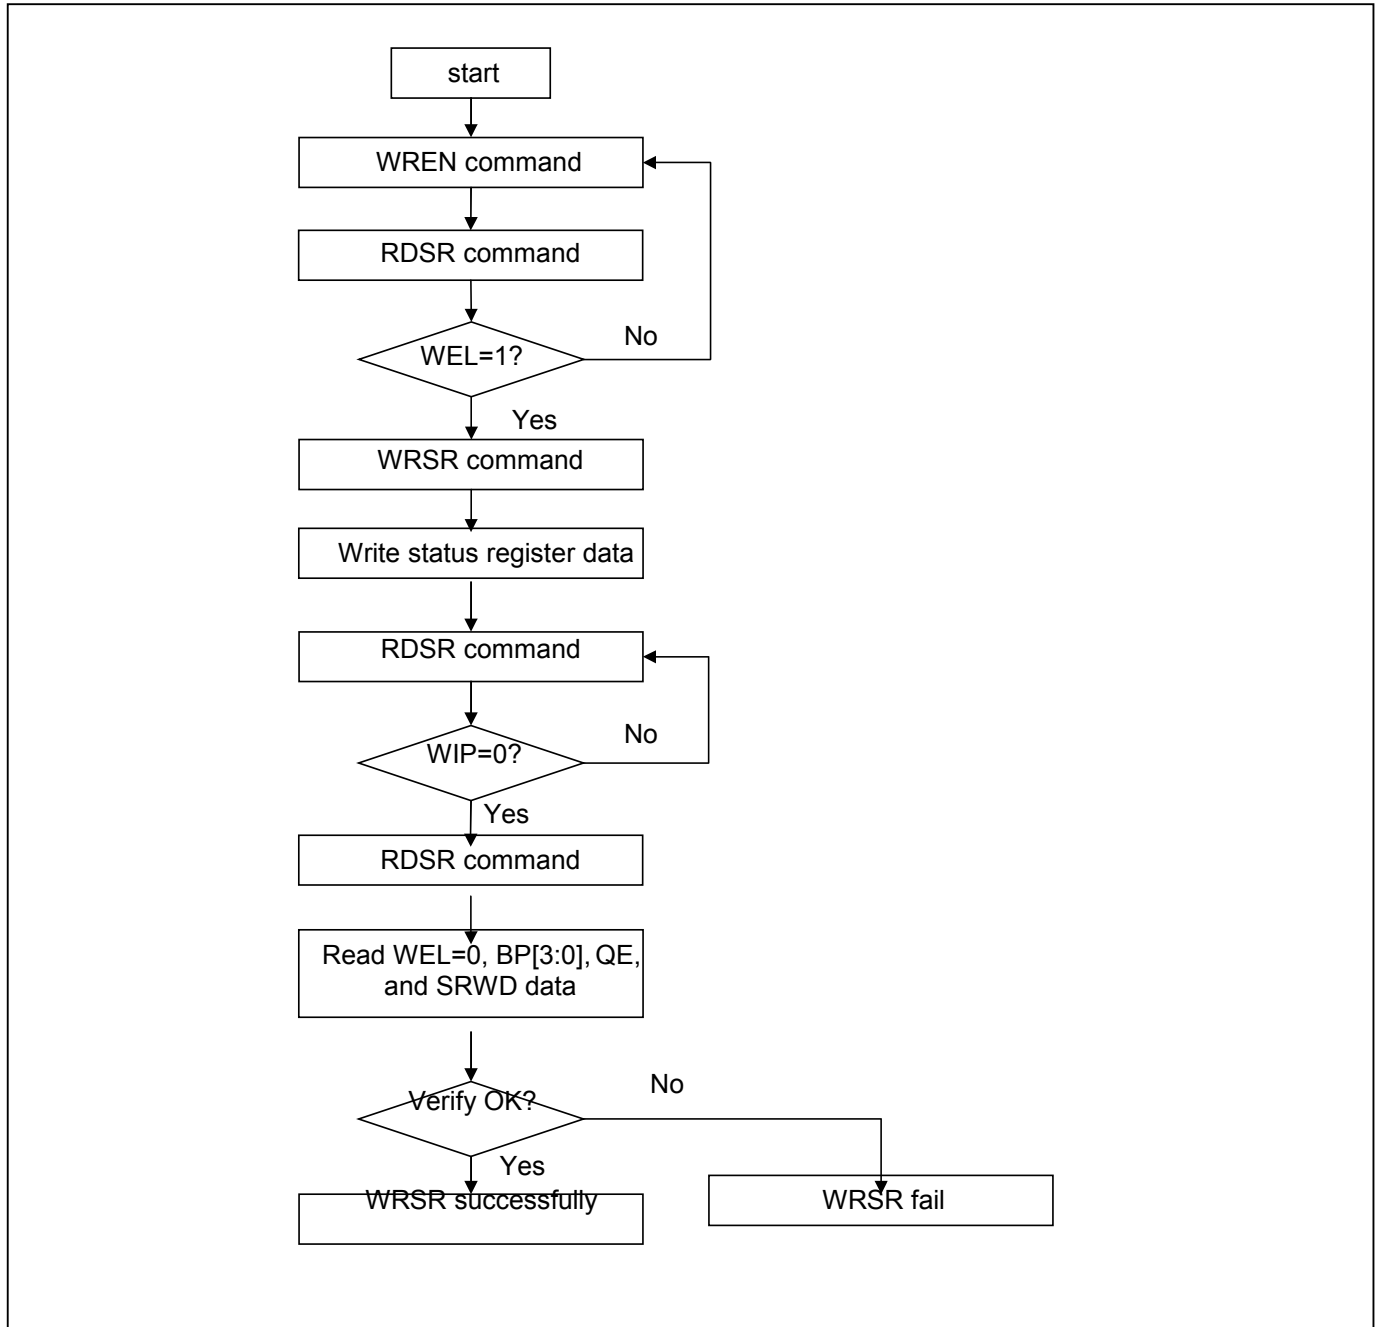 start
WREN command
RDSR command
WEL=1?
No
Yes
WRSR command
Write status register data
RDSR command
WIP=0?
No
Yes
RDSR command
Read WEL=0, BP[3:0], QE,
and SRWD data
Verify OK?
No
Yes
WRSR successfully
WRSR fail